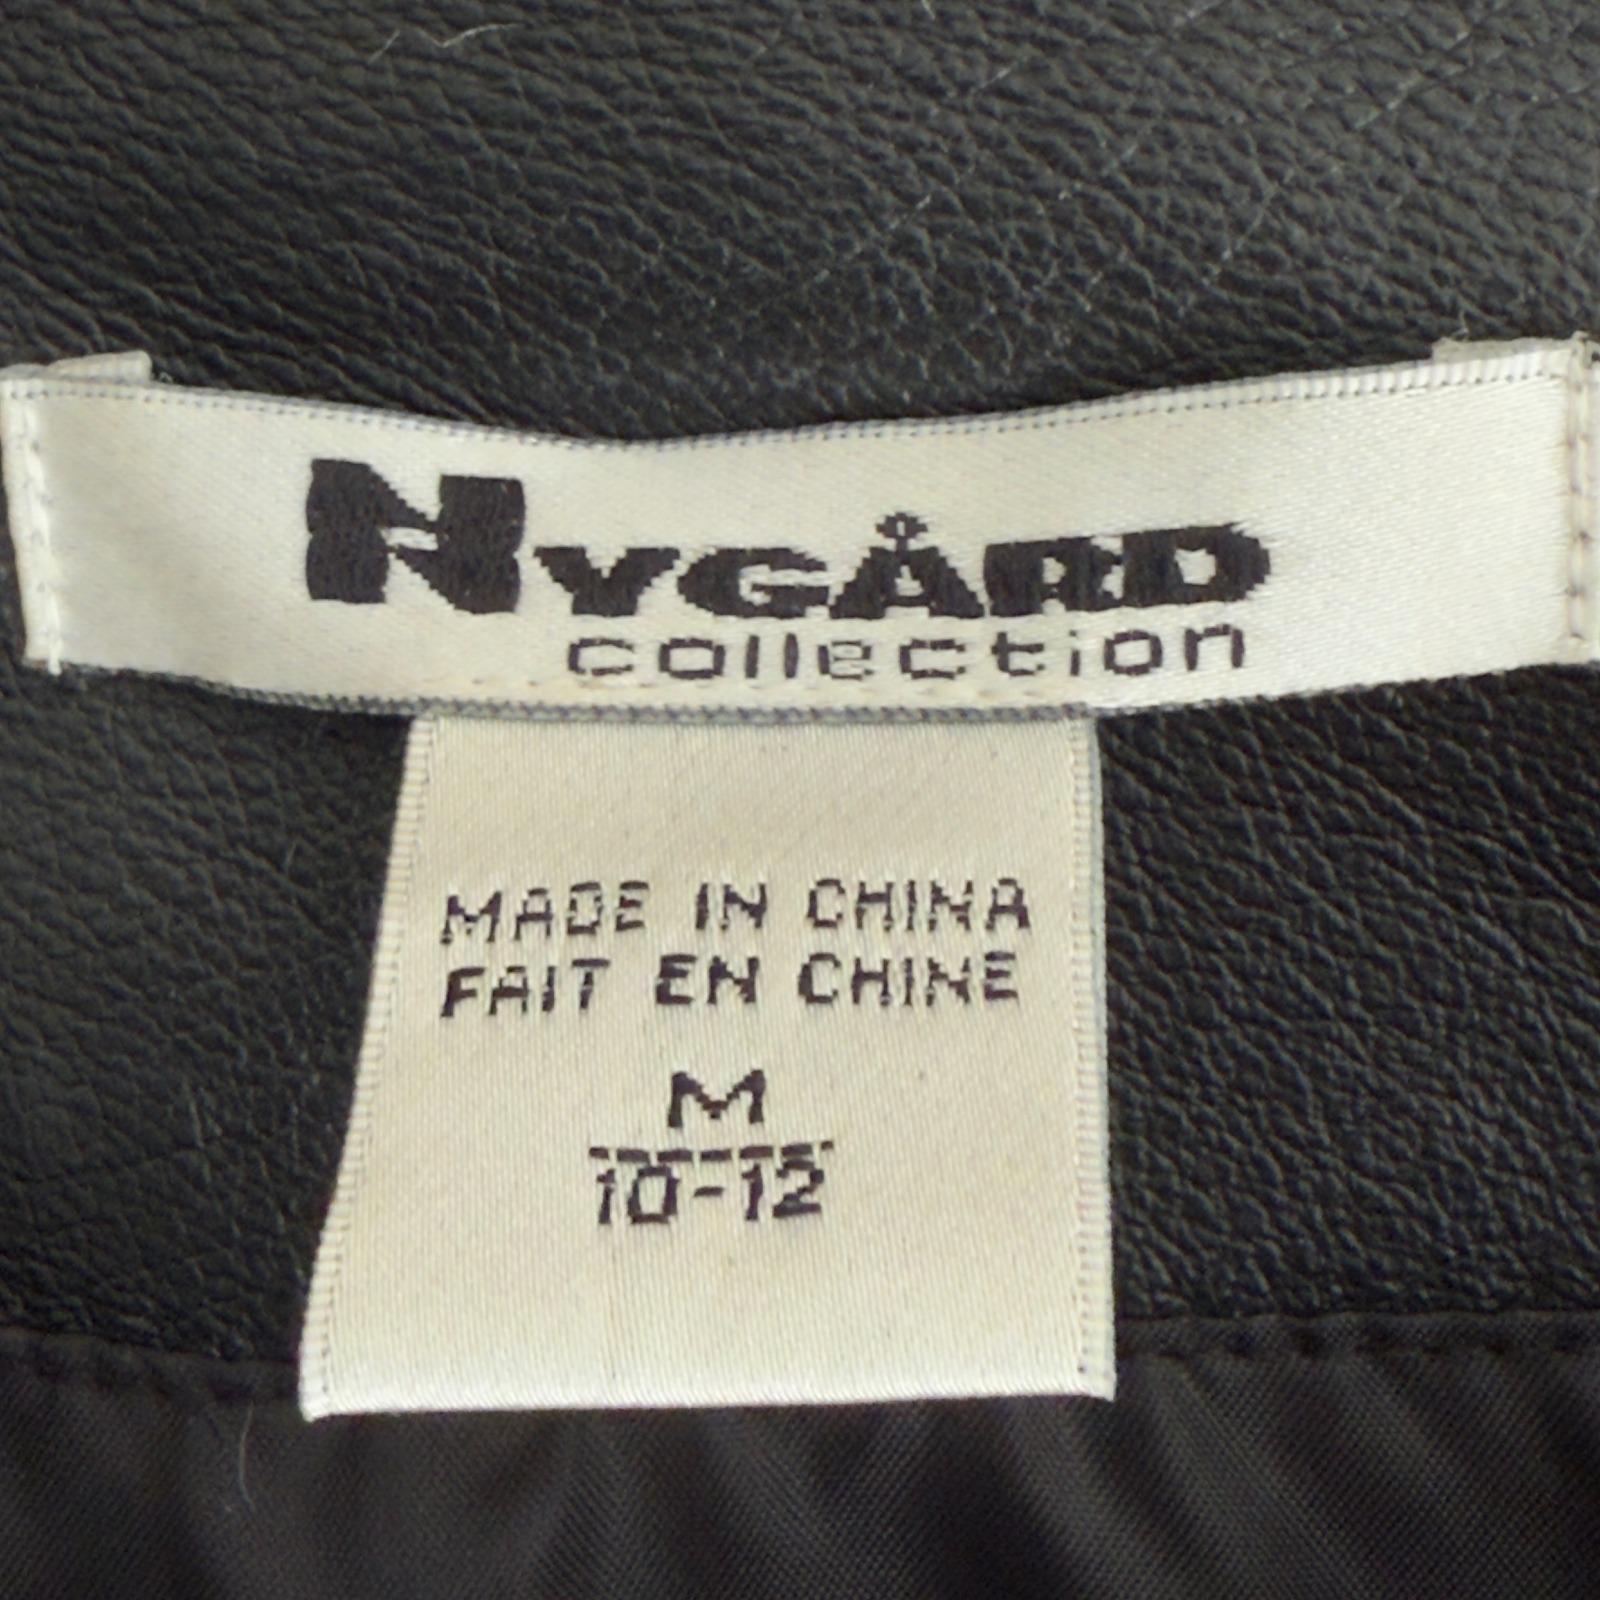 NYGÅRD
collection
MADE IN CHINA
FAIT EN CHINE
M
10-12